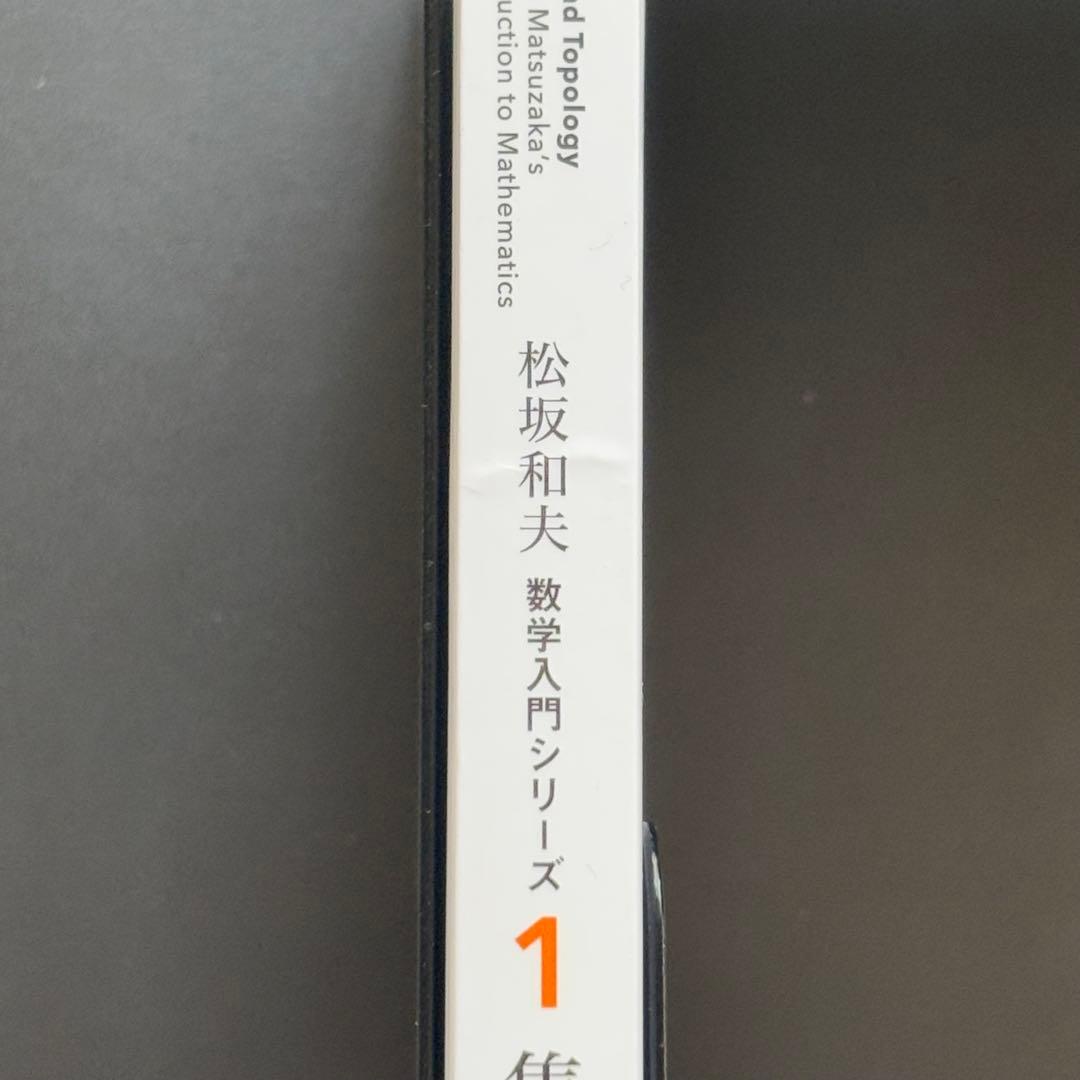 nd Topology
Matsuzaka's
uction to Mathematics
松坂和夫
数学入門シリーズ
1